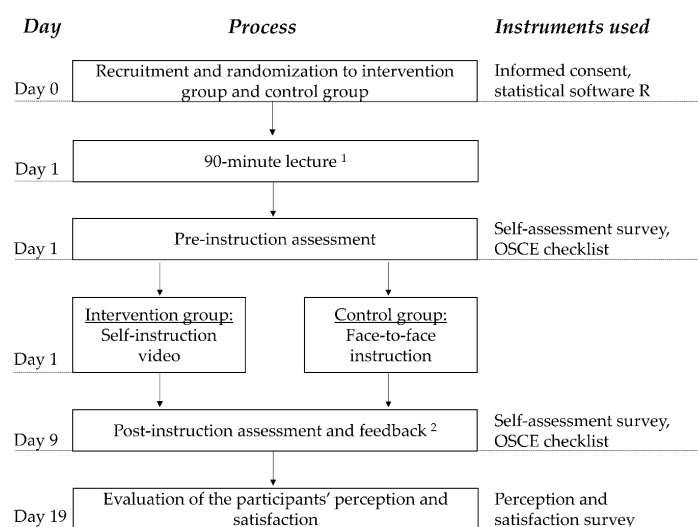 Day Process Instruments used
Day 0
Recruitment and randomization to intervention
group and control group
Informed consent,
statistical software R
Day 1
90-minute lecture 1
Day 1
Pre-instruction assessment
Self-assessment survey,
OSCE checklist
Day 1
Intervention group:
Self-instruction
video
Control group:
Face-to-face
instruction
Day 9
Post-instruction assessment and feedback 2
Self-assessment survey,
OSCE checklist
Day 19
Evaluation of the participants’ perception and
satisfaction
Perception and
satisfaction survey